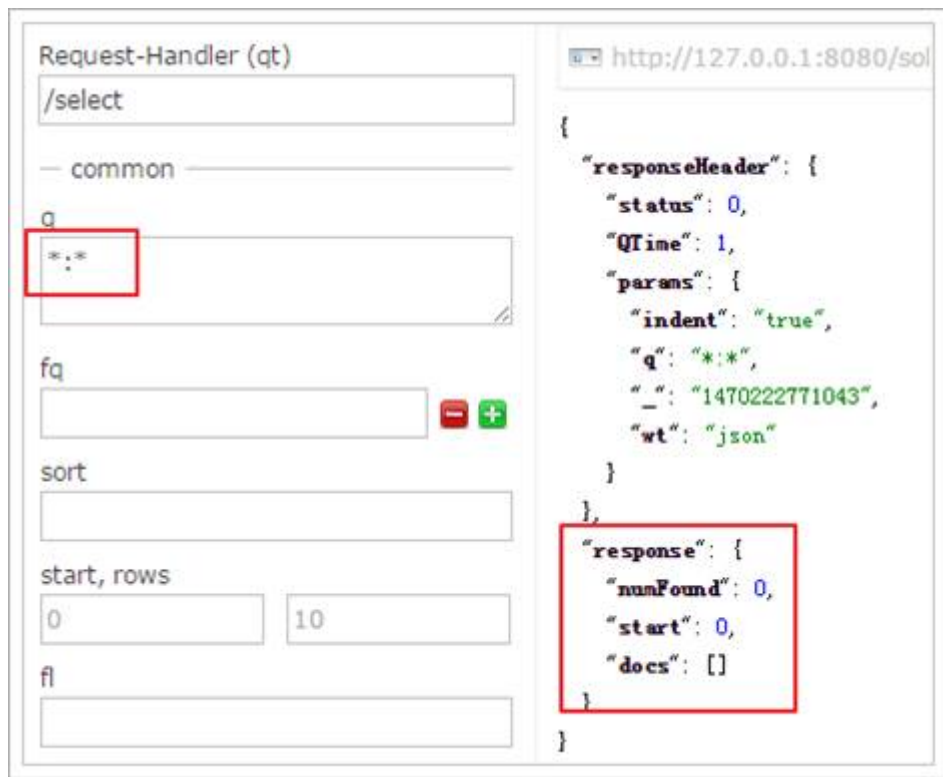 Request-Handler (qt)
/select
common
q
*:*
fq
sort
start, rows
0
10
fl
http://127.0.0.1:8080/sol
{
"responseHeader": {
"status": 0,
"QTime": 1,
"params": {
"indent": "true",
"q": "*:*",
"_": "1470222771043",
"wt": "json"
}
},
"response": {
"numFound": 0,
"start": 0,
"docs": []
}
}